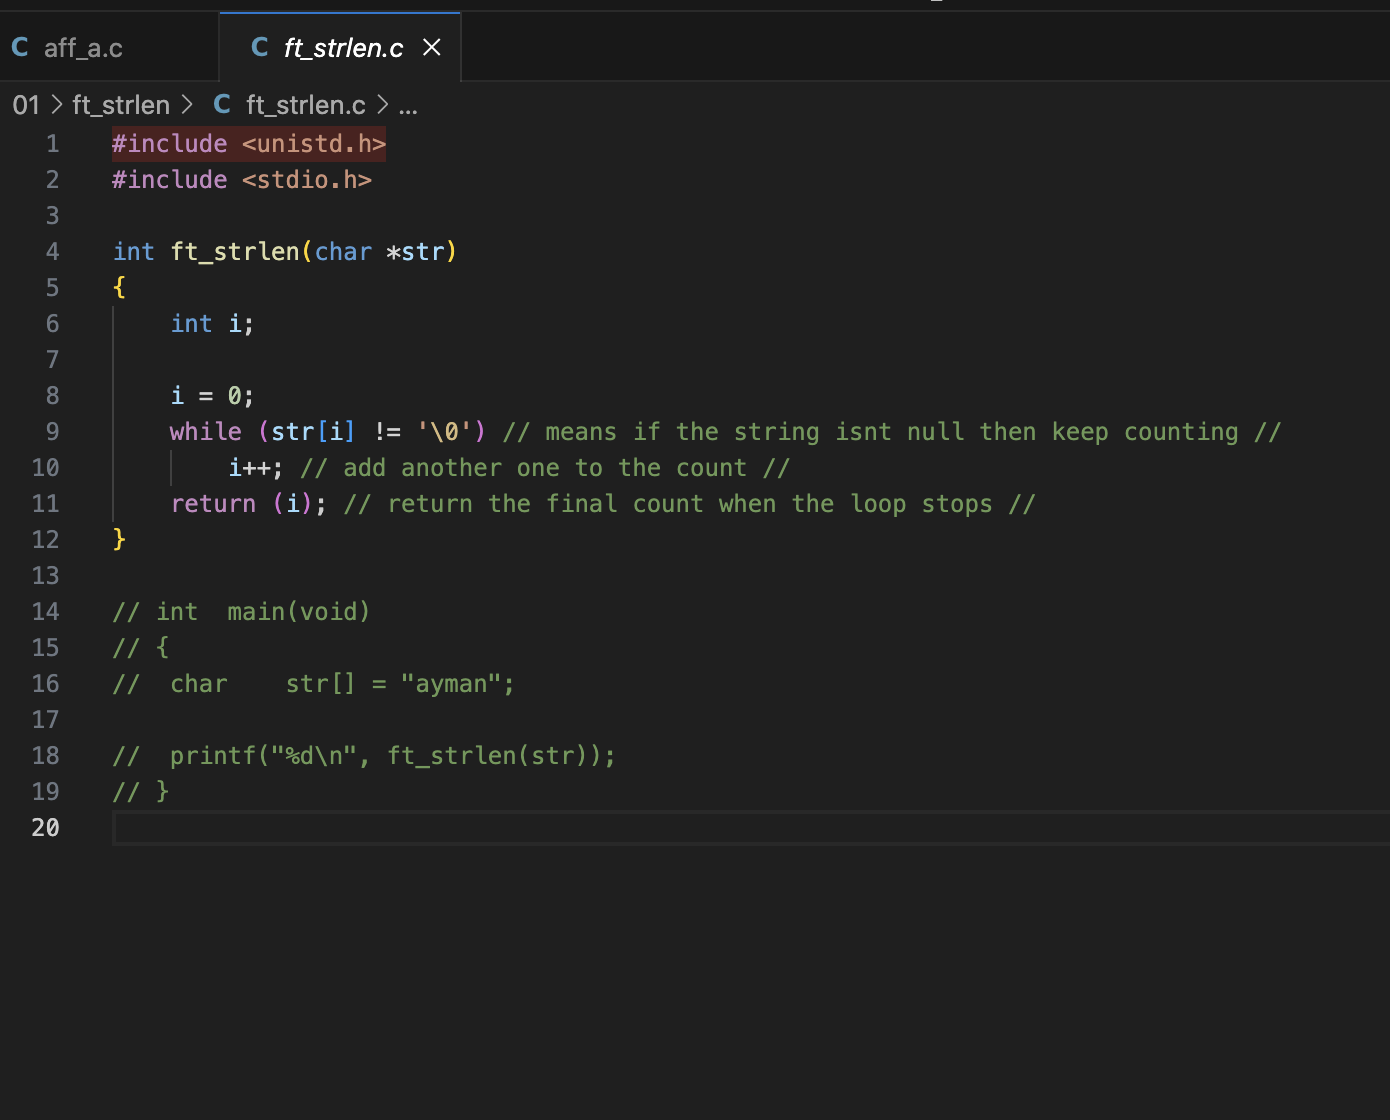 C aff_a.c C ft_strlen.c
01 > ft_strlen > C ft_strlen.c > ...
1 #include <unistd.h>
2 #include <stdio.h>
3
4 int ft_strlen(char *str)
5 {
6     int i;
7
8     i = 0;
9     while (str[i] != '\0') // means if the string isnt null then keep counting //
10         i++; // add another one to the count //
11     return (i); // return the final count when the loop stops //
12 }
13
14 // int  main(void)
15 // {
16 //  char    str[] = "ayman";
17
18 //  printf("%d\n", ft_strlen(str));
19 // }
20